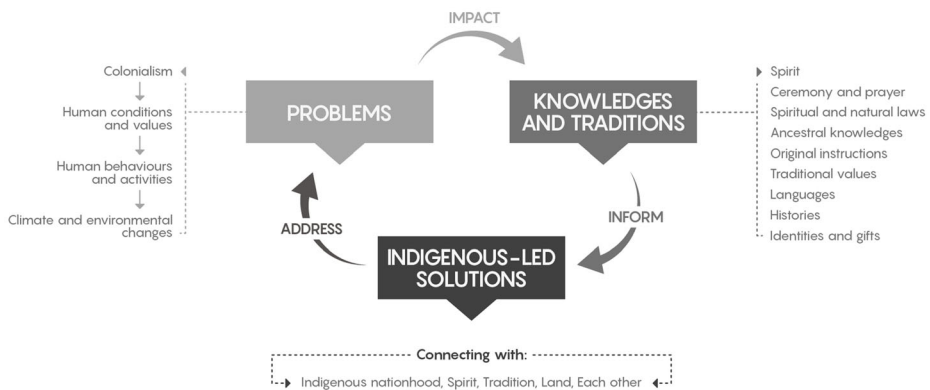 IMPACT
Colonialism
Human conditions
and values
Human behaviours
and activities
Climate and environmental
changes
PROBLEMS
KNOWLEDGES
AND TRADITIONS
Spirit
Ceremony and prayer
Spiritual and natural laws
Ancestral knowledges
Original instructions
Traditional values
Languages
Histories
Identities and gifts
ADDRESS
INFORM
INDIGENOUS-LED
SOLUTIONS
Connecting with:
Indigenous nationhood, Spirit, Tradition, Land, Each other